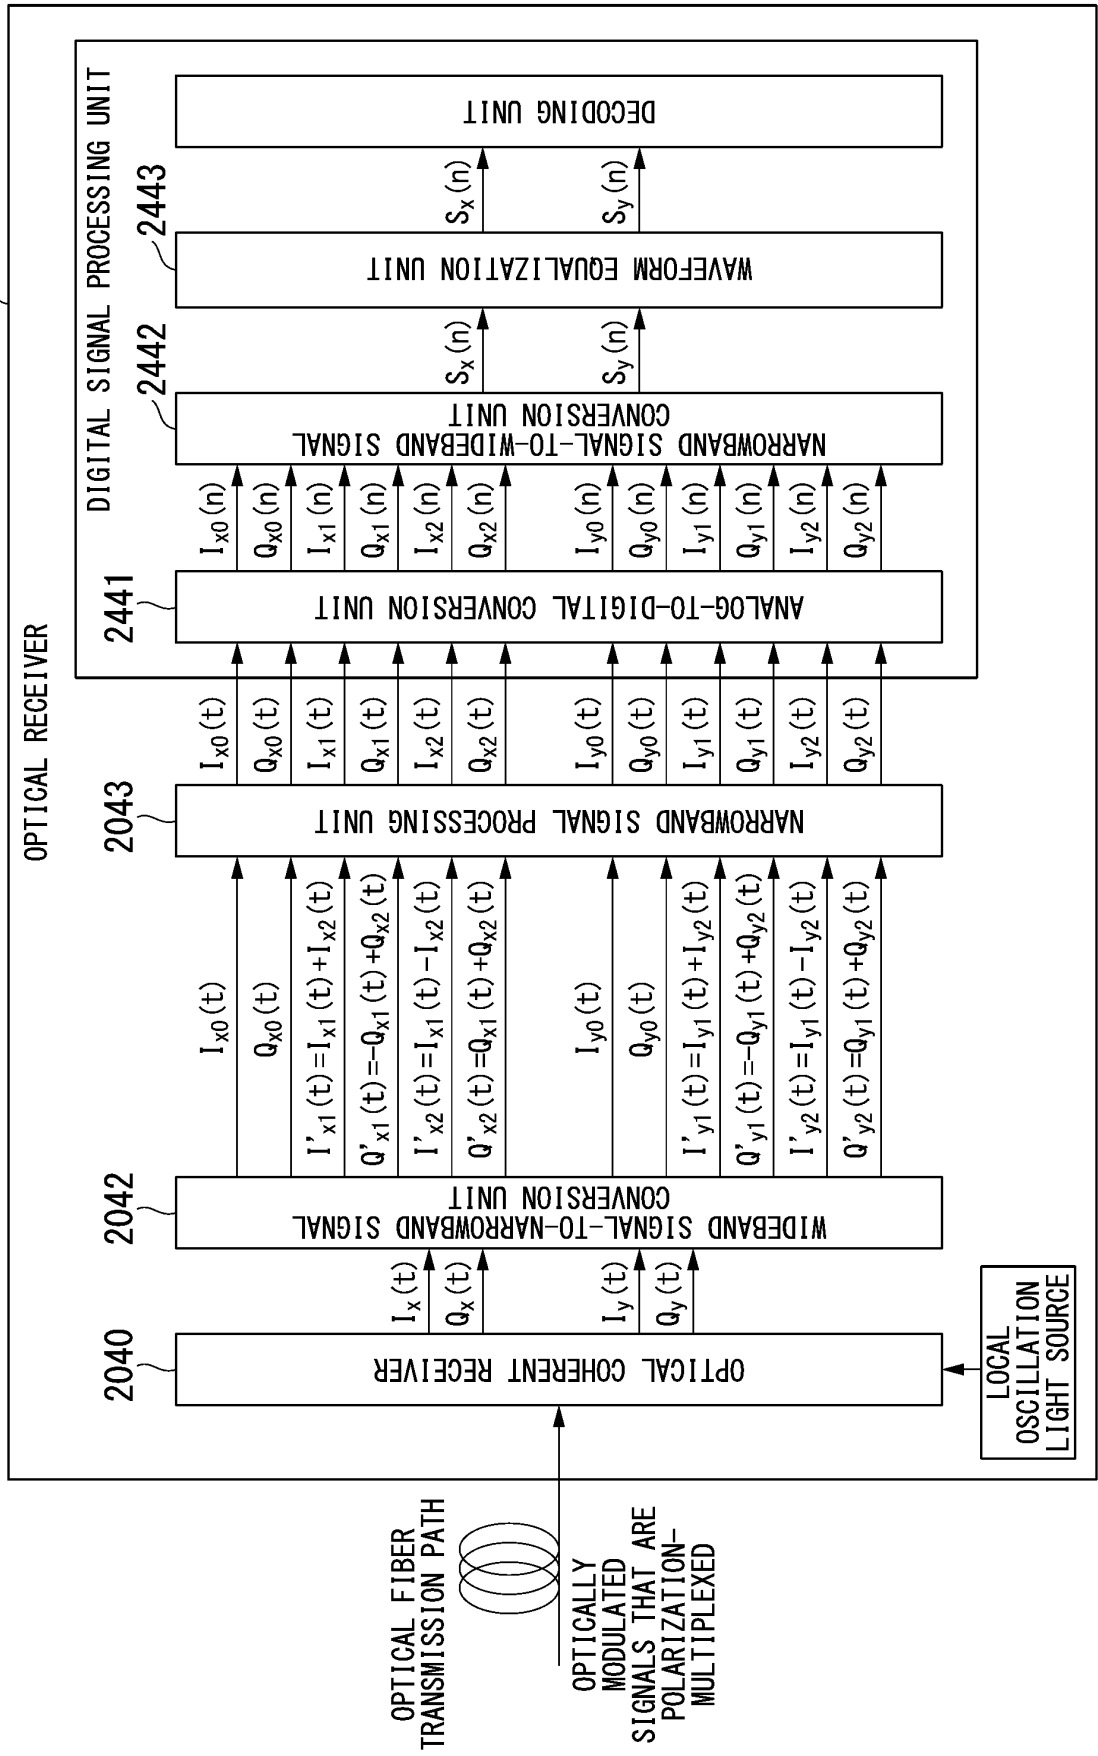 OPTICAL RECEIVER
DIGITAL SIGNAL PROCESSING UNIT
OPTICAL FIBER
TRANSMISSION PATH
OPTICALLY
MODULATED
SIGNALS THAT ARE
POLARIZATION-
MULTIPLEXED
2040
OPTICAL COHERENT RECEIVER
LOCAL
OSCILLATION
LIGHT SOURCE
Ix(t)
Qx(t)
Iy(t)
Qy(t)
2042
WIDEBAND SIGNAL-TO-NARROWBAND SIGNAL
CONVERSION UNIT
Ix0(t)
Qx0(t)
I'x1(t)=Ix1(t)+Ix2(t)
Q'x1(t)=-Qx1(t)+Qx2(t)
I'x2(t)=Ix1(t)-Ix2(t)
Q'x2(t)=Qx1(t)+Qx2(t)
Iy0(t)
Qy0(t)
I'y1(t)=Iy1(t)+Iy2(t)
Q'y1(t)=-Qy1(t)+Qy2(t)
I'y2(t)=Iy1(t)-Iy2(t)
Q'y2(t)=Qy1(t)+Qy2(t)
2043
NARROWBAND SIGNAL PROCESSING UNIT
Ix0(t)
Qx0(t)
Ix1(t)
Qx1(t)
Ix2(t)
Qx2(t)
Iy0(t)
Qy0(t)
Iy1(t)
Qy1(t)
Iy2(t)
Qy2(t)
2441
ANALOG-TO-DIGITAL CONVERSION UNIT
Ix0(n)
Qx0(n)
Ix1(n)
Qx1(n)
Ix2(n)
Qx2(n)
Iy0(n)
Qy0(n)
Iy1(n)
Qy1(n)
Iy2(n)
Qy2(n)
2442
NARROWBAND SIGNAL-TO-WIDEBAND SIGNAL
CONVERSION UNIT
Sx(n)
Sy(n)
2443
WAVEFORM EQUALIZATION UNIT
Sx(n)
Sy(n)
DECODING UNIT